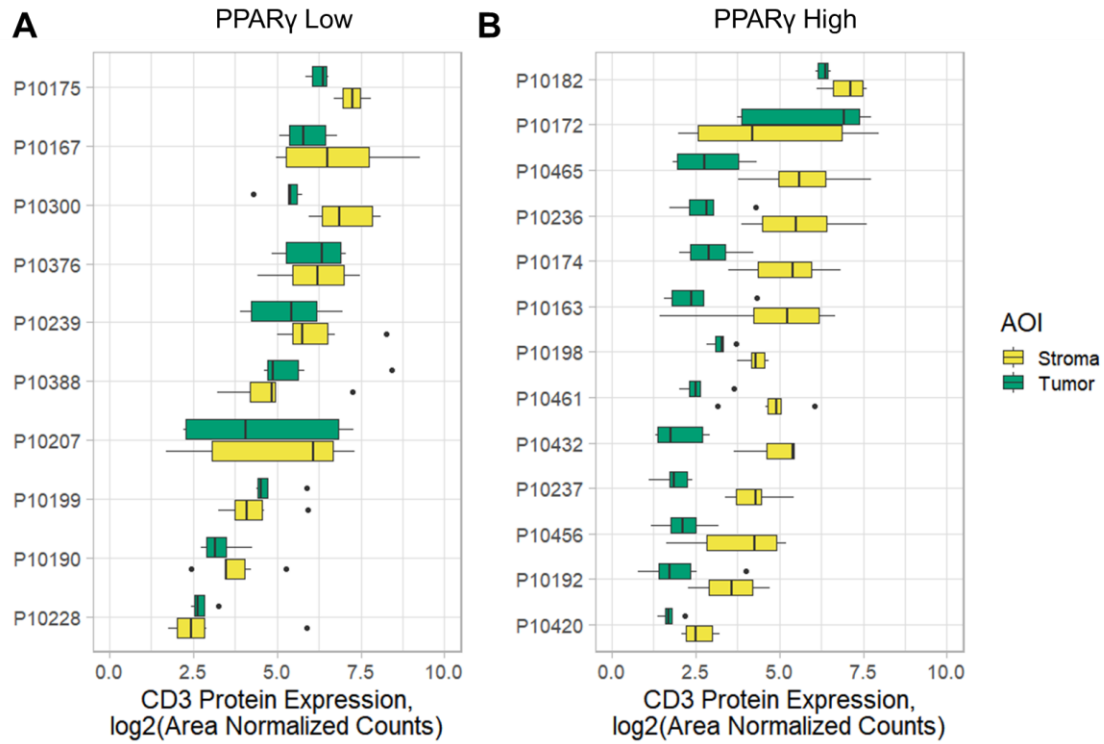 A
PPARγ Low
P10175
P10167
P10300
P10376
P10239
P10388
P10207
P10199
P10190
P10228
0.0 2.5 5.0 7.5 10.0
CD3 Protein Expression,
log2(Area Normalized Counts)
B
PPARγ High
P10182
P10172
P10465
P10236
P10174
P10163
P10198
P10461
P10432
P10237
P10456
P10192
P10420
0.0 2.5 5.0 7.5 10.0
CD3 Protein Expression,
log2(Area Normalized Counts)
AOI
Stroma
Tumor